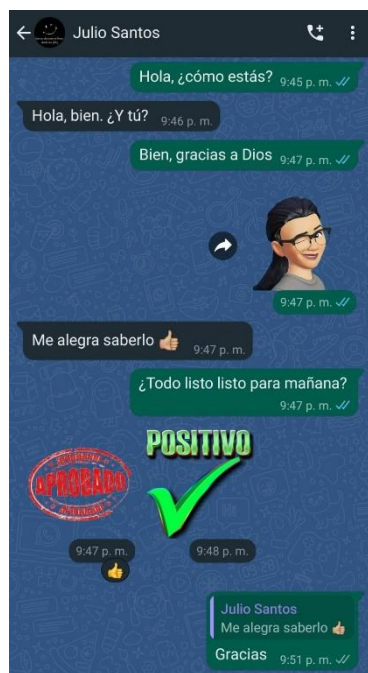 Julio Santos
Hola, ¿cómo estás? 9:45 p. m.
Hola, bien. ¿Y tú? 9:46 p. m.
Bien, gracias a Dios 9:47 p. m.
9:47 p. m.
Me alegra saberlo 👍🏼 9:47 p. m.
¿Todo listo listo para mañana?
9:47 p. m.
APROBADO
POSITIVO
9:47 p. m.
9:48 p. m.
Julio Santos
Me alegra saberlo 👍🏼
Gracias 9:51 p. m.